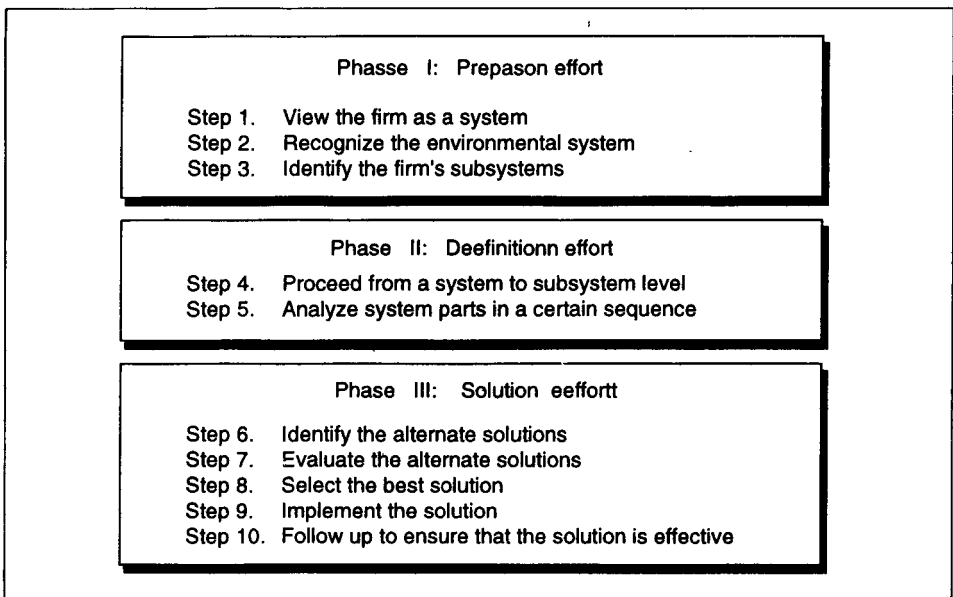 Phasse I: Prepason effort
Step 1. View the firm as a system
Step 2. Recognize the environmental system
Step 3. Identify the firm's subsystems
Phase II: Deefinitionn effort
Step 4. Proceed from a system to subsystem level
Step 5. Analyze system parts in a certain sequence
Phase III: Solution eeffortt
Step 6. Identify the alternate solutions
Step 7. Evaluate the alternate solutions
Step 8. Select the best solution
Step 9. Implement the solution
Step 10. Follow up to ensure that the solution is effective